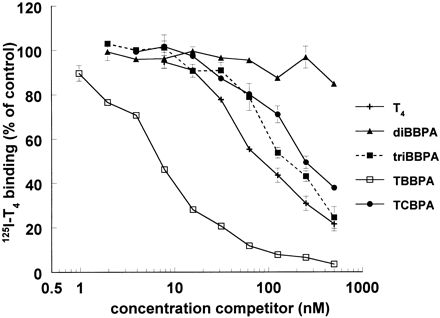 ¹²⁵I-T₄ binding (% of control)
120
100
80
60
40
20
0
0.5 1 10 100 1000
concentration competitor (nM)
T₄
diBBPA
triBBPA
TBBPA
TCBPA